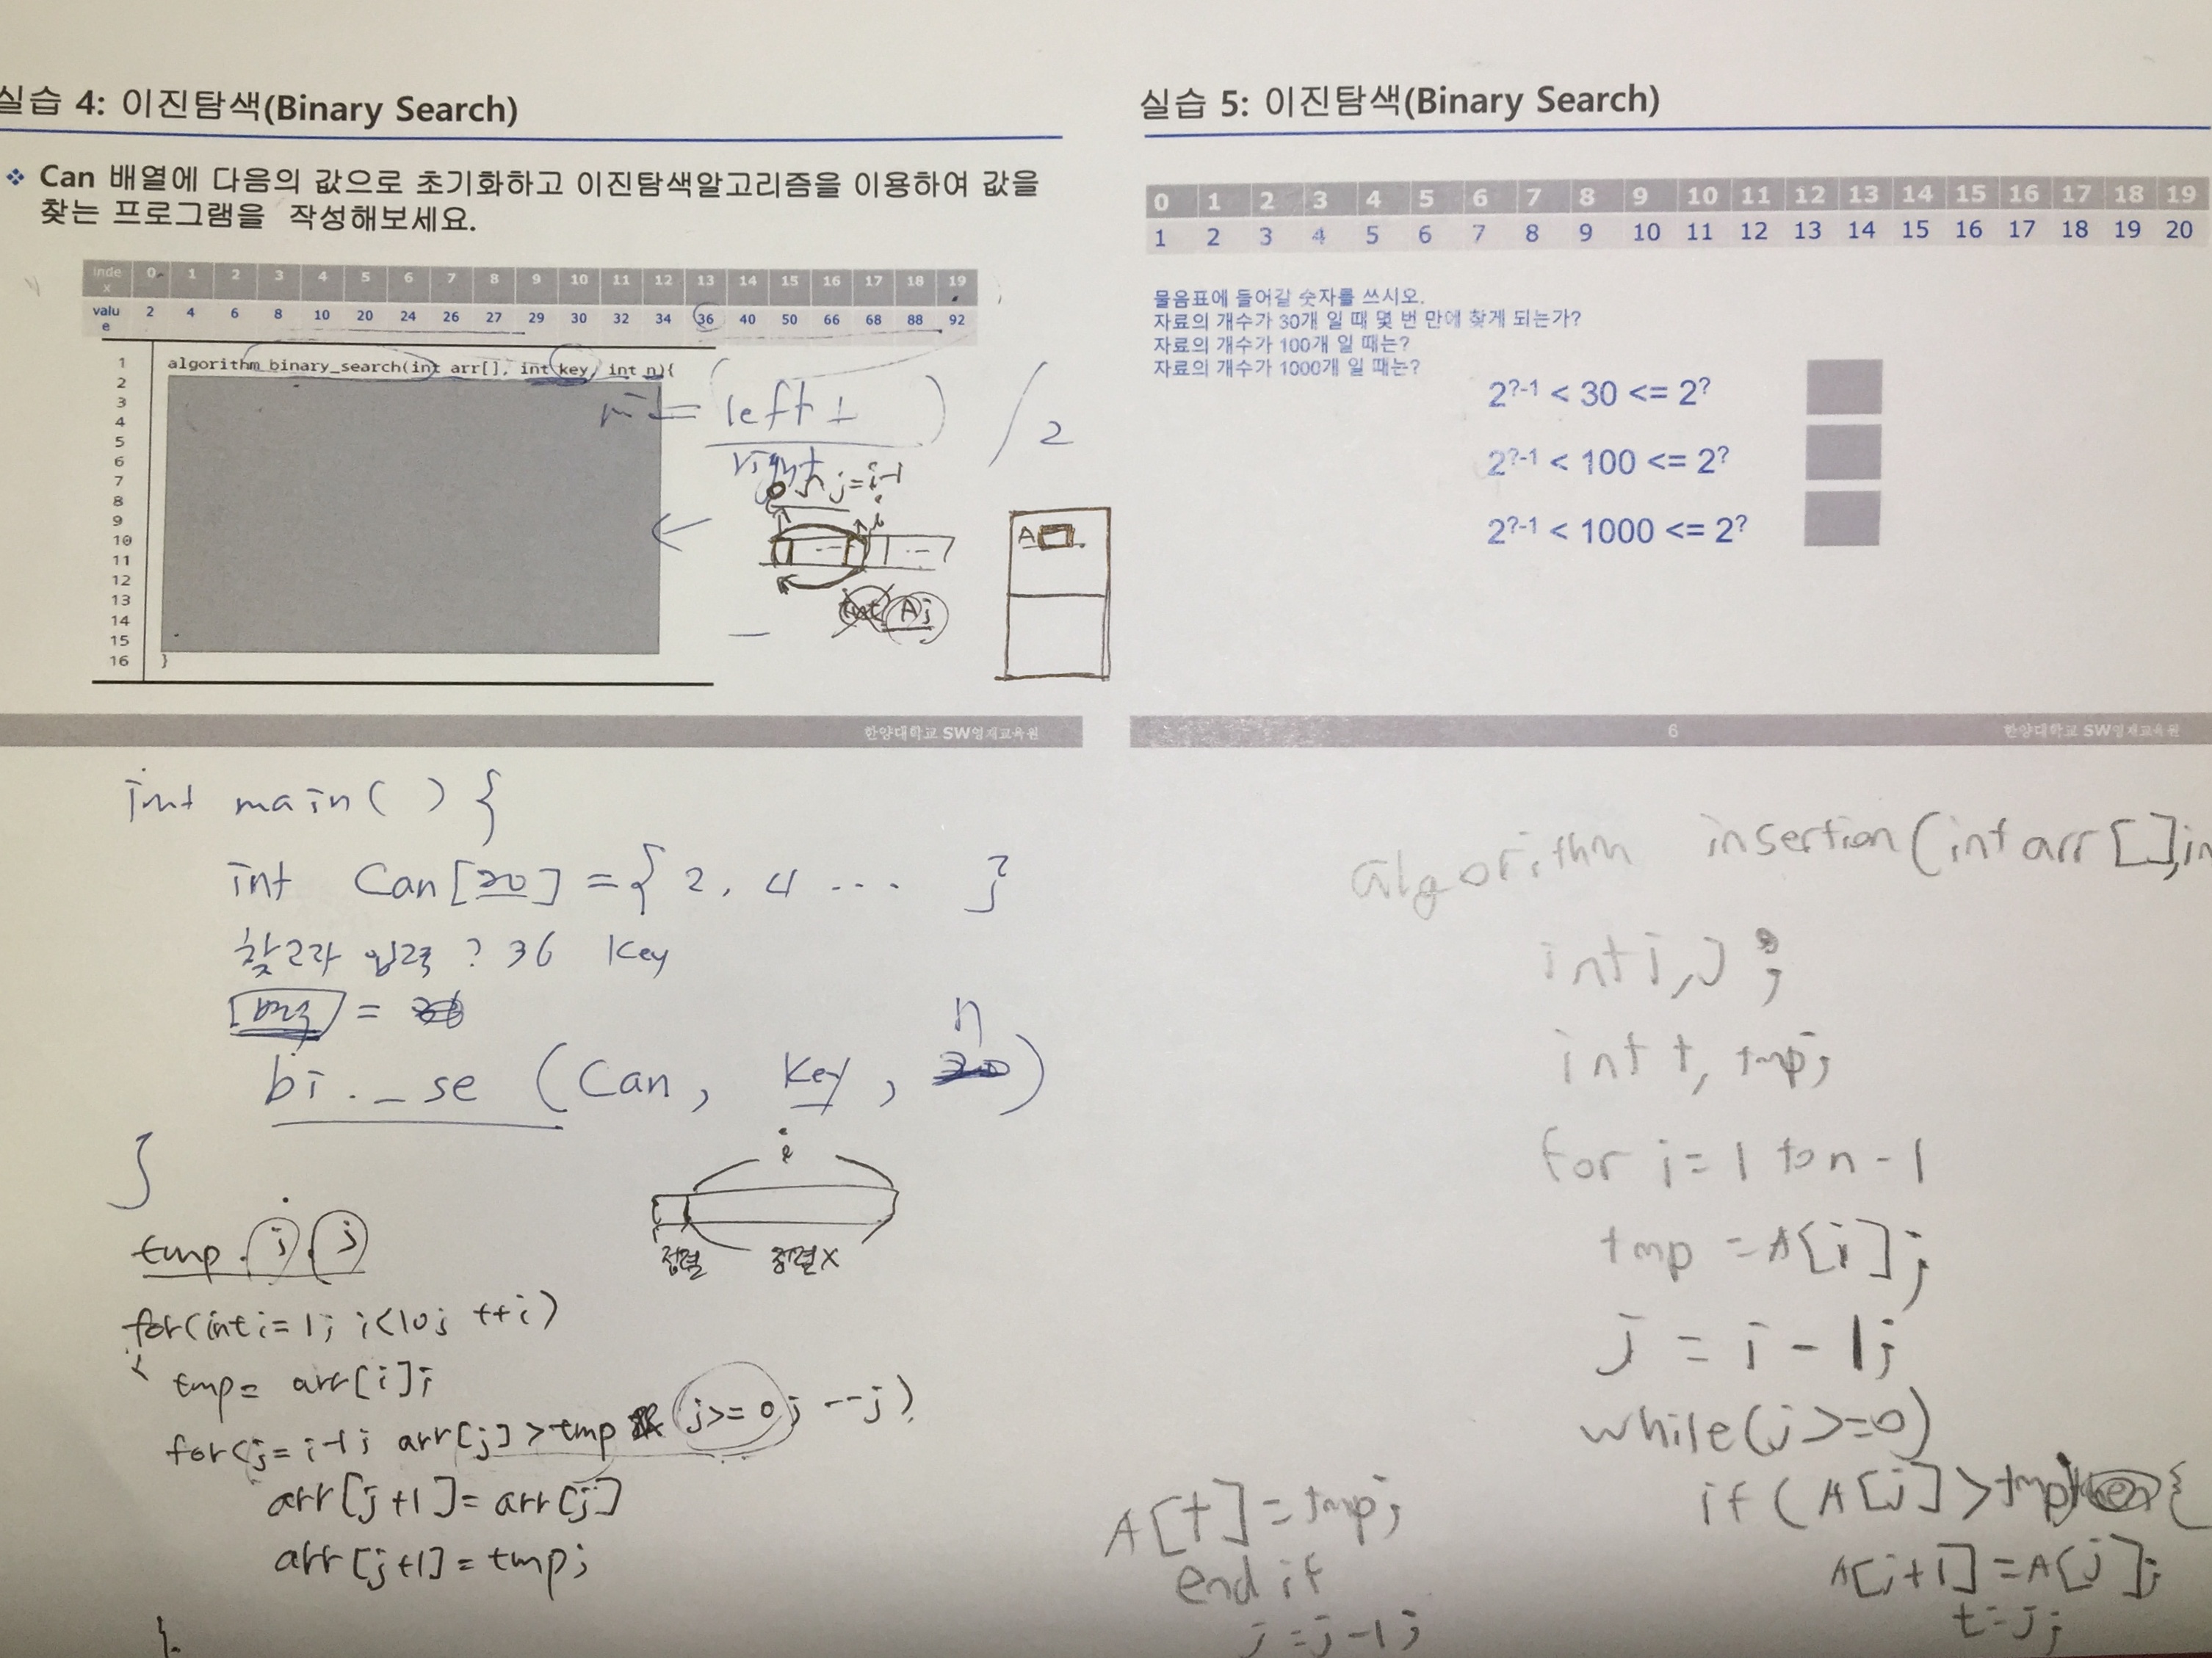 실습 4: 이진탐색(Binary Search)
❖ Can 배열에 다음의 값으로 초기화하고 이진탐색알고리즘을 이용하여 값을
찾는 프로그램을 작성해보세요.
index 0 1 2 3 4 5 6 7 8 9 10 11 12 13 14 15 16 17 18 19
value 2 4 6 8 10 20 24 26 27 29 30 32 34 36 40 50 66 68 88 92
1 algorithm binary_search(int arr[], int key, int n){
2
3
4
5
6
7
8
9
10
11
12
13
14
15
16 }
= left + / 2
right
j=i-1
i
A
Aj
한양대학교 SW영재교육원
int main( ) {
int Can[20] = { 2, 4 ... }
찾고자 입력 ? 36 key
=
n
bi._se (Can, key, 20)
}
i
정렬 정렬X
tmp. i. j
for(int i=1; i<10; ++i)
{
tmp= arr[i];
for(j=i-1; arr[j]>tmp && j>=0; --j)
arr[j+1]=arr[j]
arr[j+1]=tmp;
}
실습 5: 이진탐색(Binary Search)
0 1 2 3 4 5 6 7 8 9 10 11 12 13 14 15 16 17 18 19
1 2 3 4 5 6 7 8 9 10 11 12 13 14 15 16 17 18 19 20
물음표에 들어갈 숫자를 쓰시오.
자료의 개수가 30개 일 때 몇 번 만에 찾게 되는가?
자료의 개수가 100개 일 때는?
자료의 개수가 1000개 일 때는?
2?-1 < 30 <= 2?
2?-1 < 100 <= 2?
2?-1 < 1000 <= 2?
6
한양대학교 SW영재교육원
algorithm insertion(int arr[],in
int i,j;
int t, tmp;
for i=1 to n-1
tmp = A[i];
j = i-1;
while(j>=0)
if (A[j]>tmp) {
A[j+1]=A[j];
t=j;
A[t]=tmp;
end if
j=j-1;